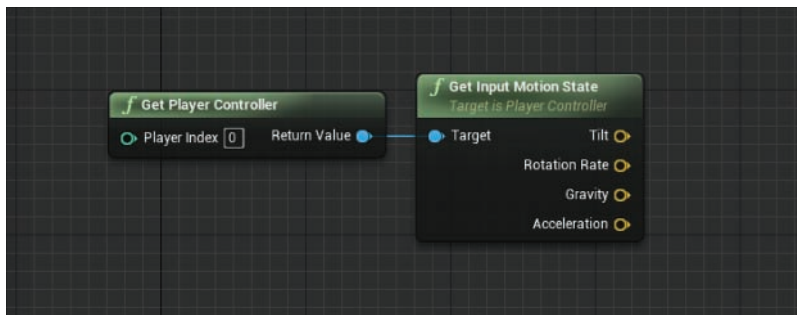 f Get Player Controller
Player Index 0 Return Value
f Get Input Motion State
Target is Player Controller
Target Tilt
Rotation Rate
Gravity
Acceleration